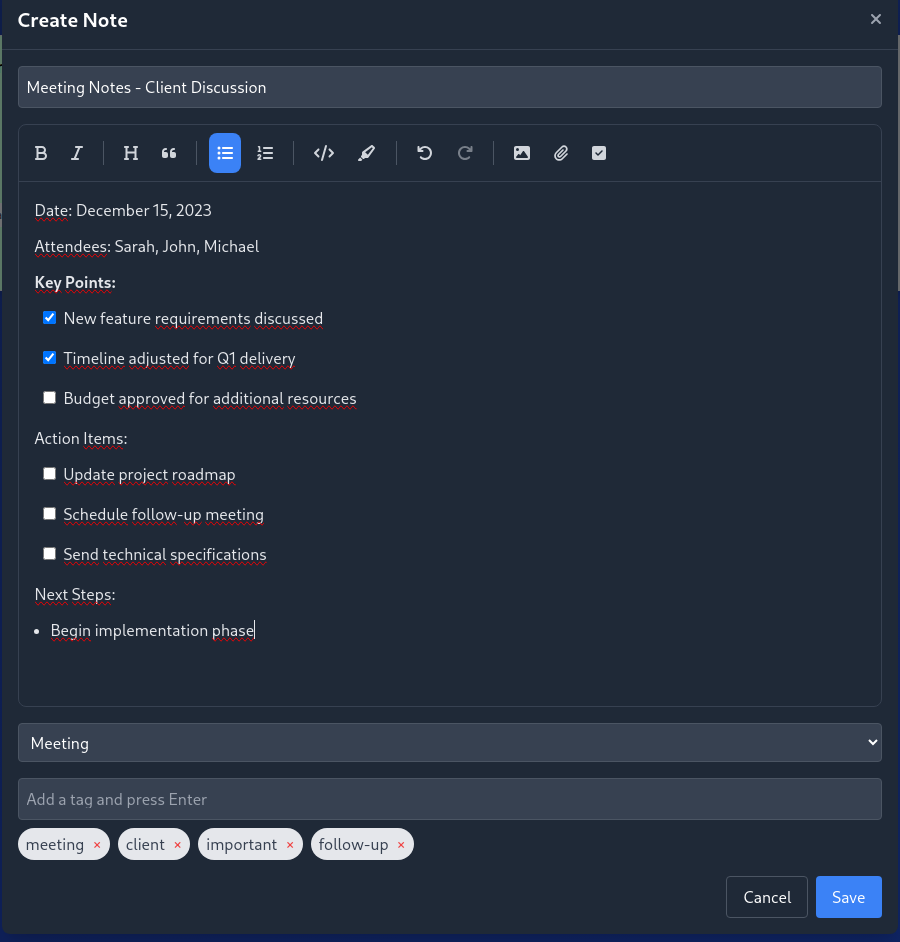 Create Note
×
Meeting Notes - Client Discussion
B I H
Date: December 15, 2023
Attendees: Sarah, John, Michael
Key Points:
New feature requirements discussed
Timeline adjusted for Q1 delivery
Budget approved for additional resources
Action Items:
Update project roadmap
Schedule follow-up meeting
Send technical specifications
Next Steps:
• Begin implementation phase
Meeting
Add a tag and press Enter
meeting × client × important × follow-up ×
Cancel Save